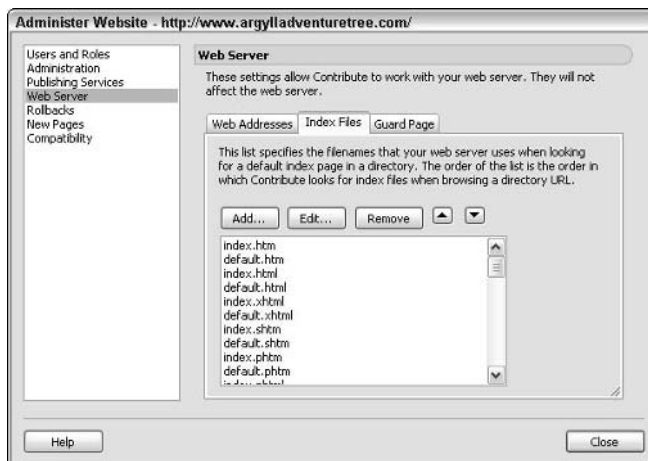 Administer Website - http://www.argylladventuretree.com/
Users and Roles
Administration
Publishing Services
Web Server
Rollbacks
New Pages
Compatibility
Web Server
These settings allow Contribute to work with your web server. They will not
affect the web server.
Web Addresses
Index Files
Guard Page
This list specifies the filenames that your web server uses when looking
for a default index page in a directory. The order of the list is the order in
which Contribute looks for index files when browsing a directory URL.
Add...
Edit...
Remove
index.htm
default.htm
index.html
default.html
index.xhtml
default.xhtml
index.shtm
default.shtm
index.phtm
default.phtm
Help
Close